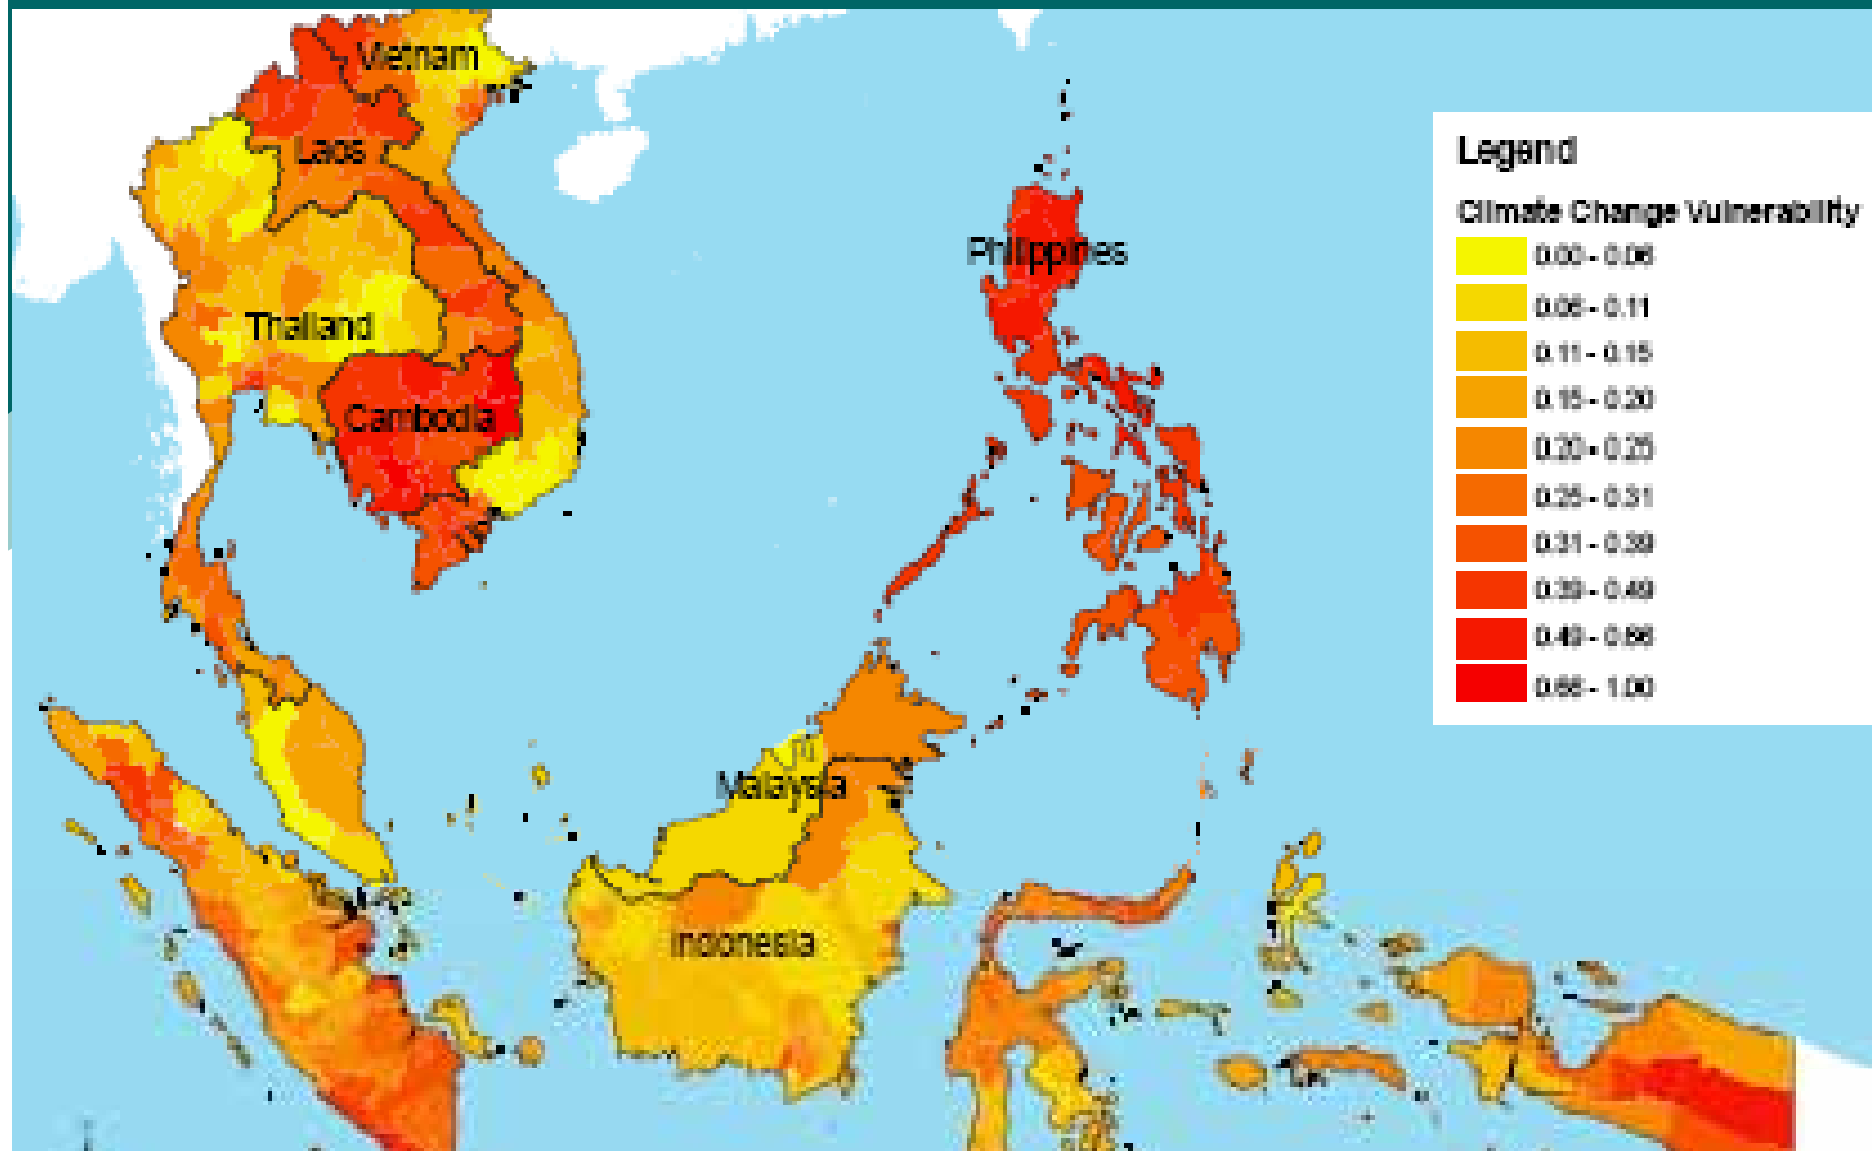 Vietnam
Laos
Philippines
Thailand
Cambodia
Malaysia
Indonesia
Legend
Climate Change Vulnerability
0.00 - 0.06
0.06 - 0.11
0.11 - 0.15
0.15 - 0.20
0.20 - 0.25
0.25 - 0.31
0.31 - 0.39
0.39 - 0.49
0.49 - 0.66
0.66 - 1.00